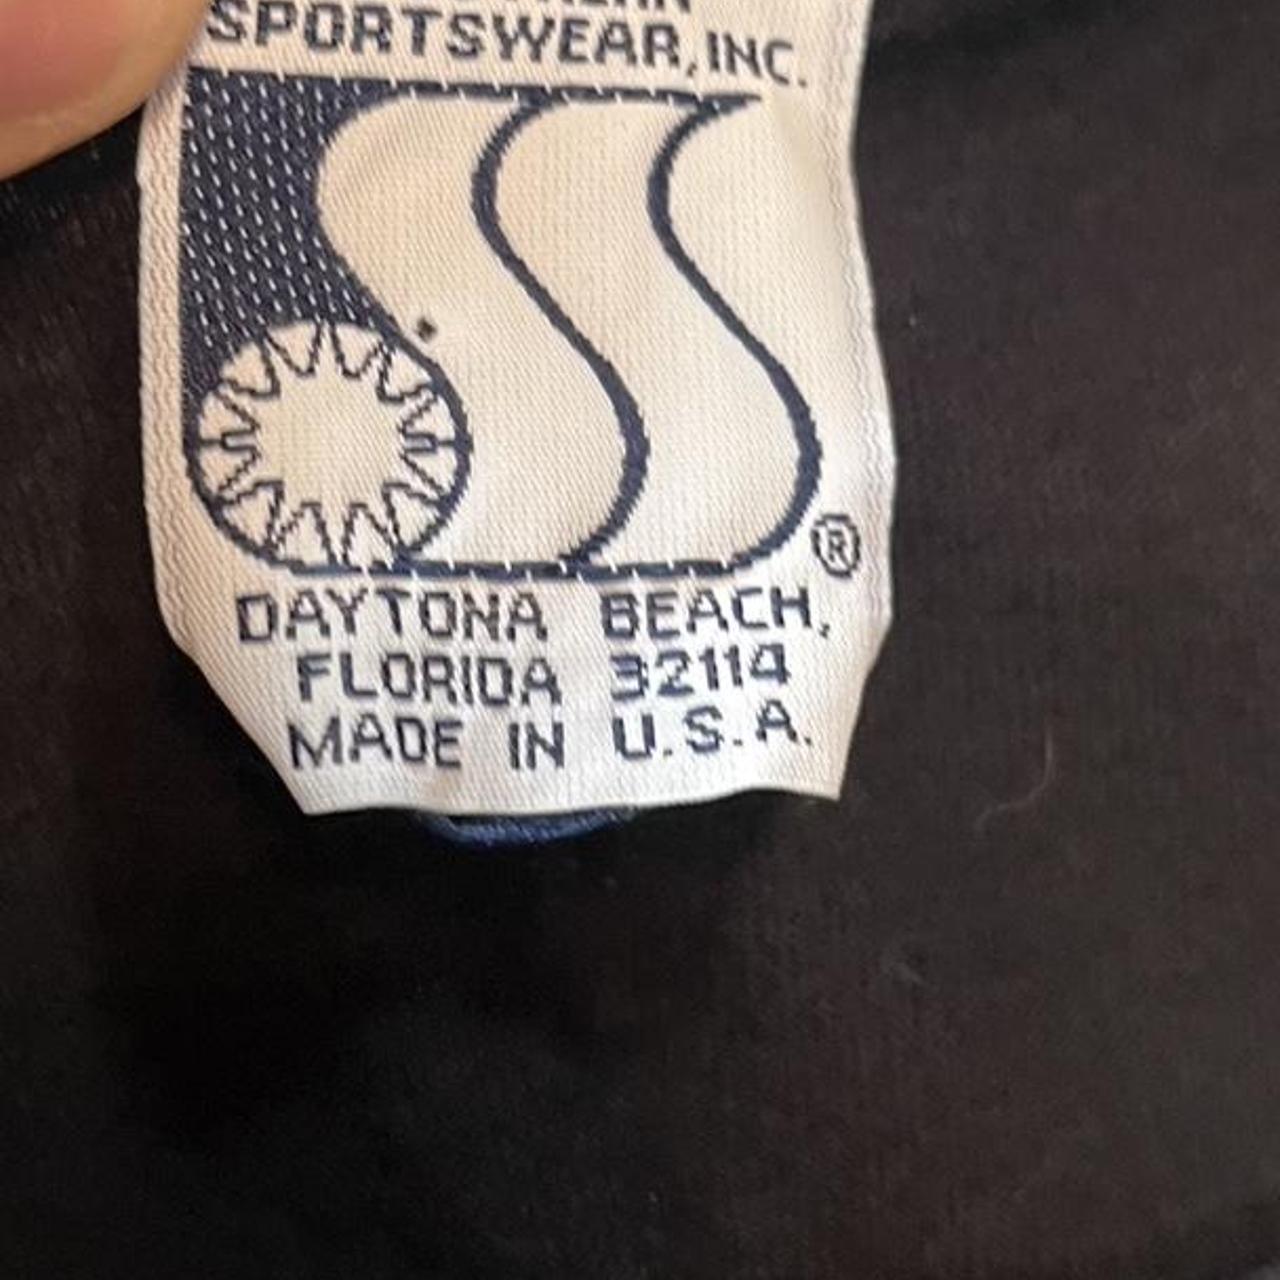 SPORTSWEAR, INC.
®
DAYTONA BEACH,
FLORIDA 32114
MADE IN U.S.A.